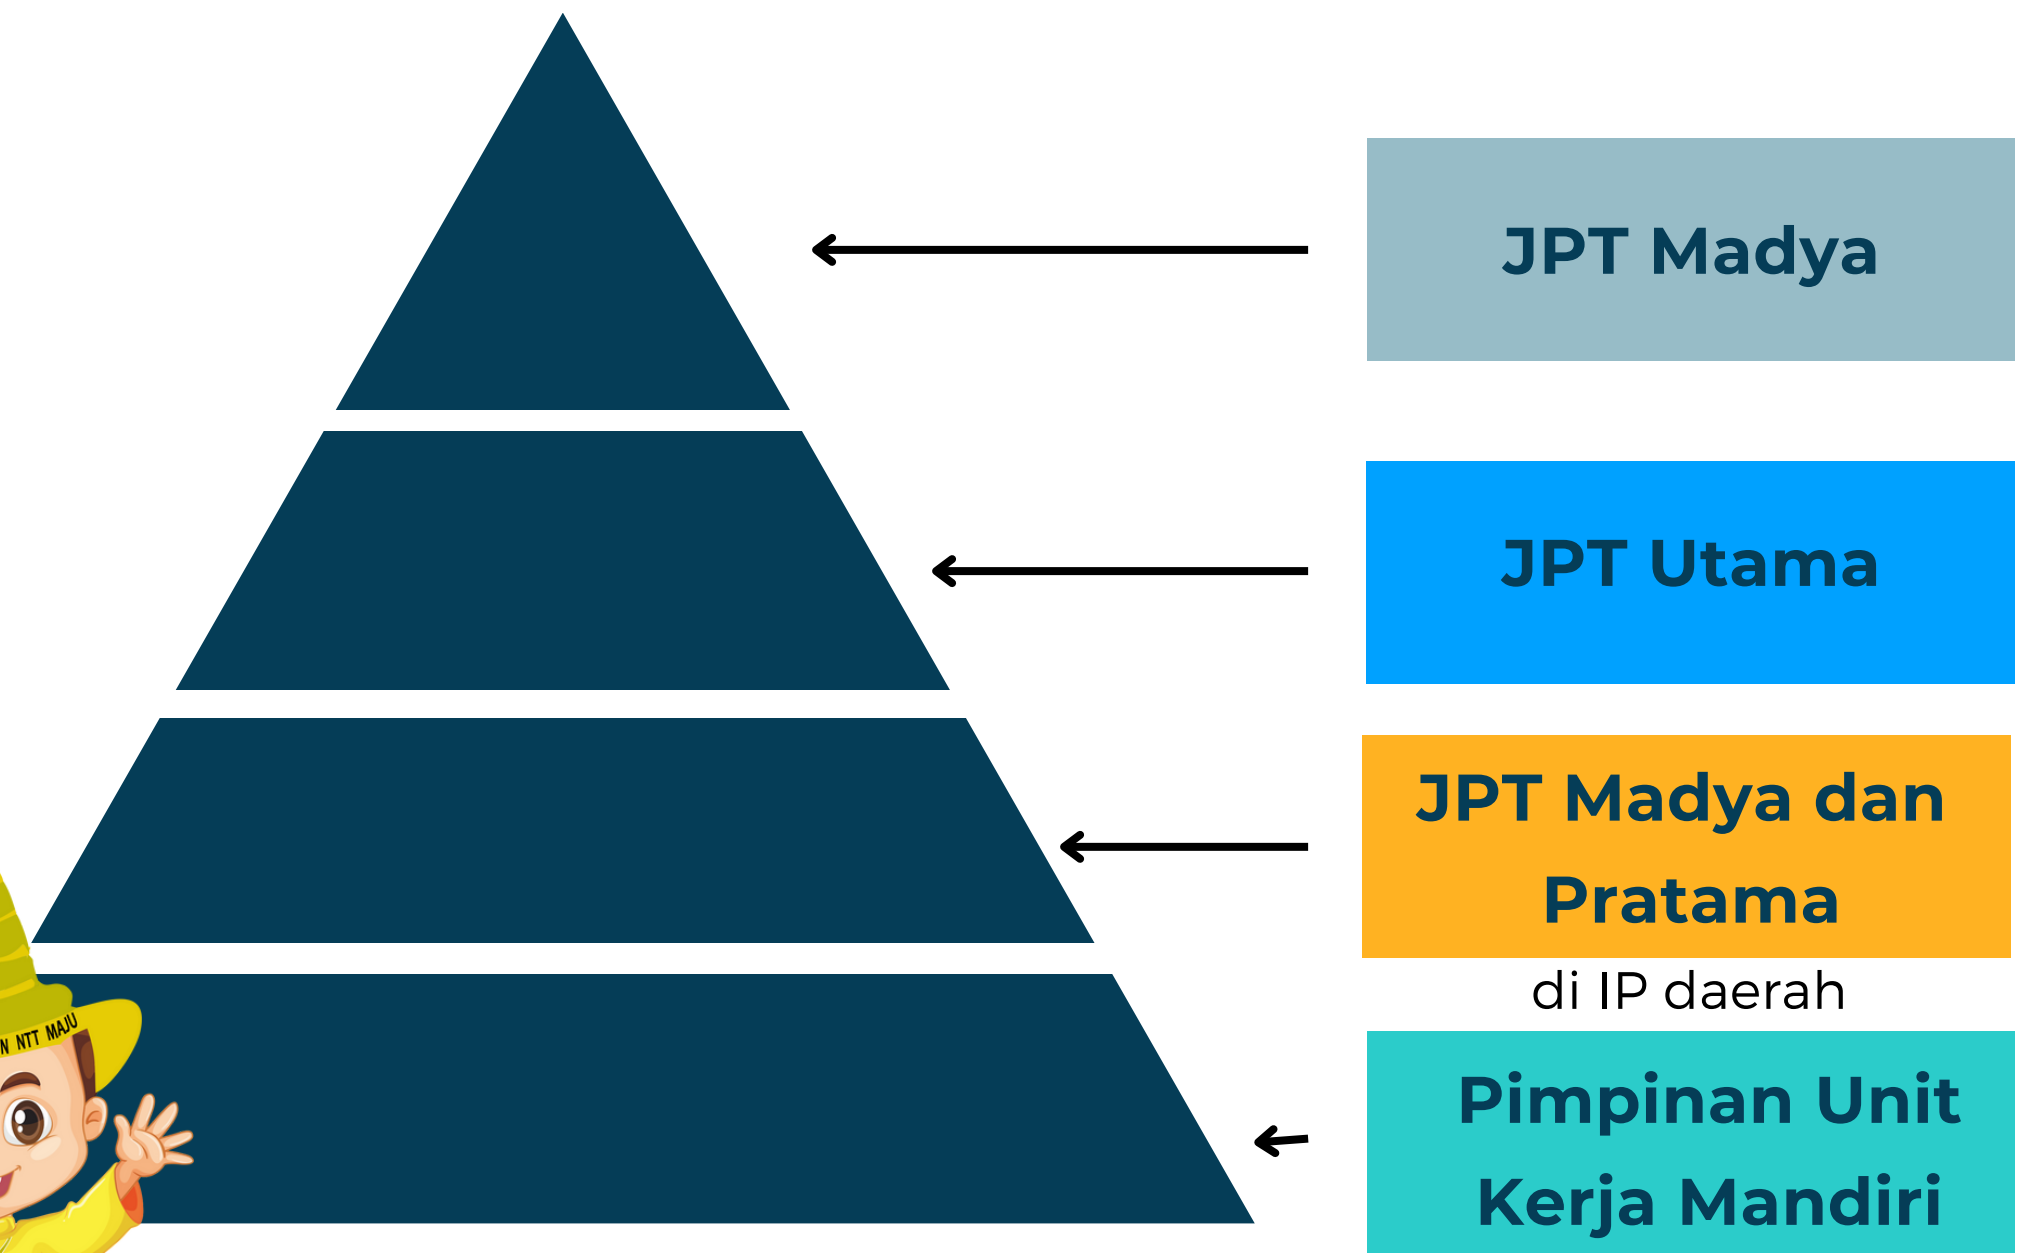 JPT Madya
JPT Utama
JPT Madya dan
Pratama
di IP daerah
Pimpinan Unit
Kerja Mandiri
NTT MAJU